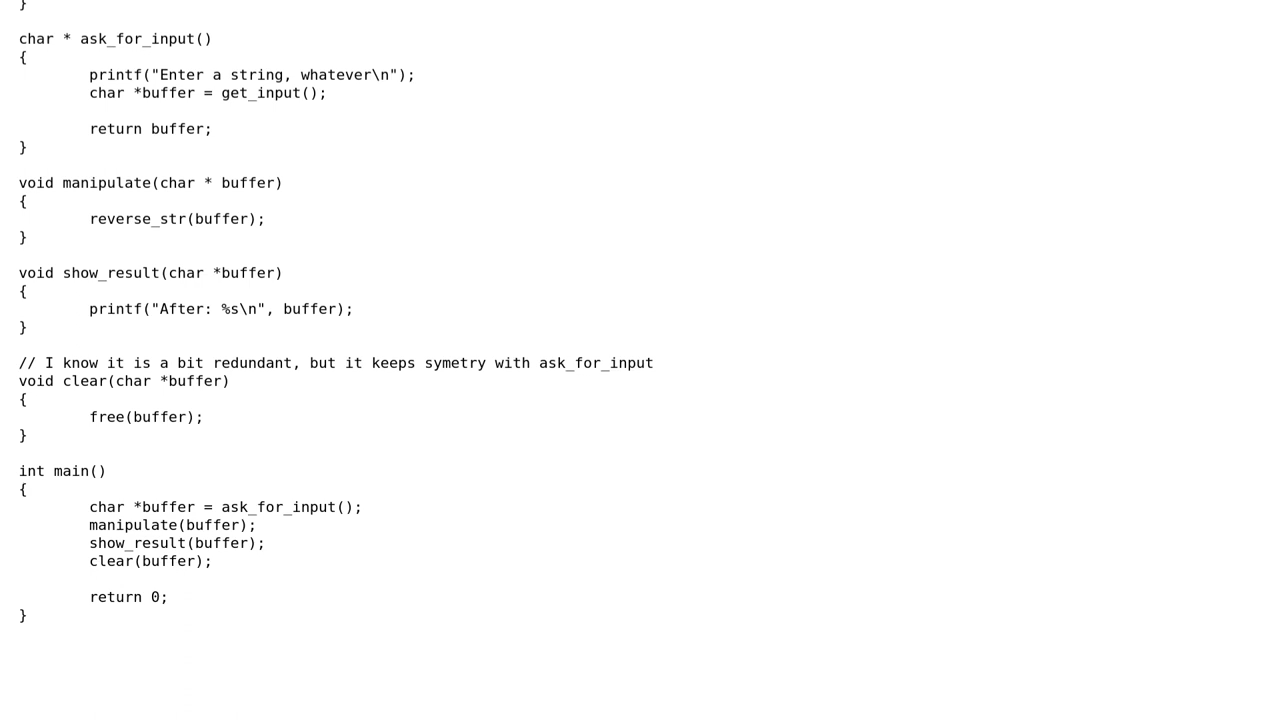 }
char * ask_for_input()
{
printf("Enter a string, whatever\n");
char *buffer = get_input();
return buffer;
}
void manipulate(char * buffer)
{
reverse_str(buffer);
}
void show_result(char *buffer)
{
printf("After: %s\n", buffer);
}
// I know it is a bit redundant, but it keeps symetry with ask_for_input
void clear(char *buffer)
{
free(buffer);
}
int main()
{
char *buffer = ask_for_input();
manipulate(buffer);
show_result(buffer);
clear(buffer);
return 0;
}